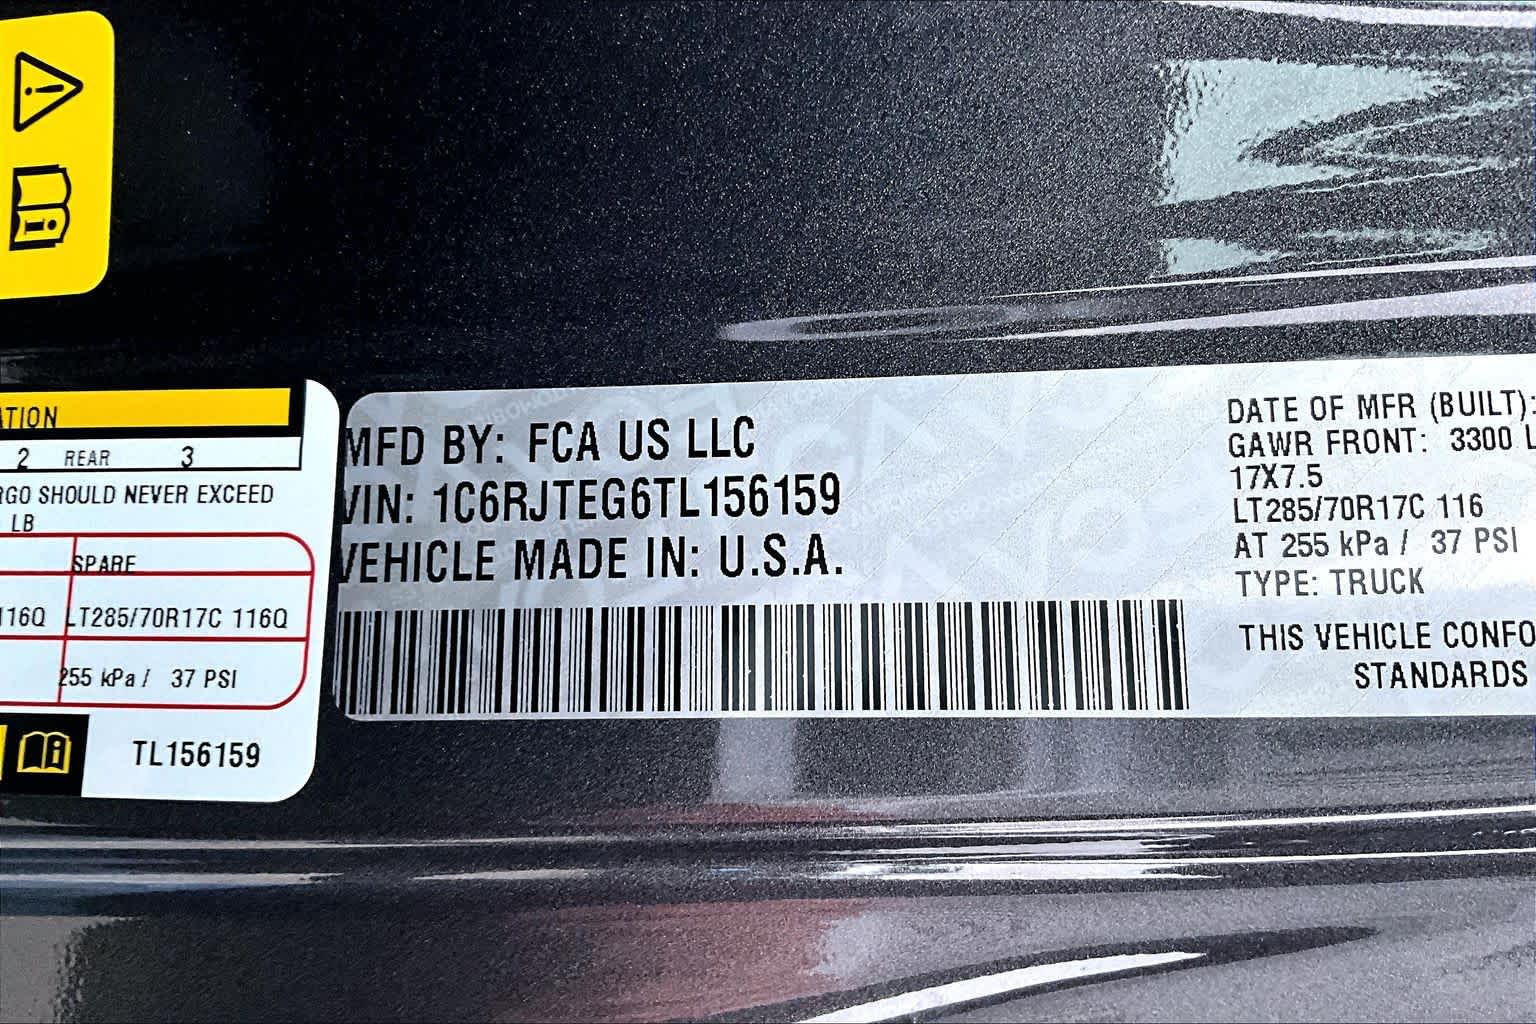 ATION
2 REAR 3
RGO SHOULD NEVER EXCEED
LB
SPARE
116Q LT285/70R17C 116Q
255 kPa / 37 PSI
TL156159
MFD BY: FCA US LLC
VIN: 1C6RJTEG6TL156159
VEHICLE MADE IN: U.S.A.
DATE OF MFR (BUILT):
GAWR FRONT: 3300 L
17X7.5
LT285/70R17C 116
AT 255 kPa / 37 PSI
TYPE: TRUCK
THIS VEHICLE CONFO
STANDARDS